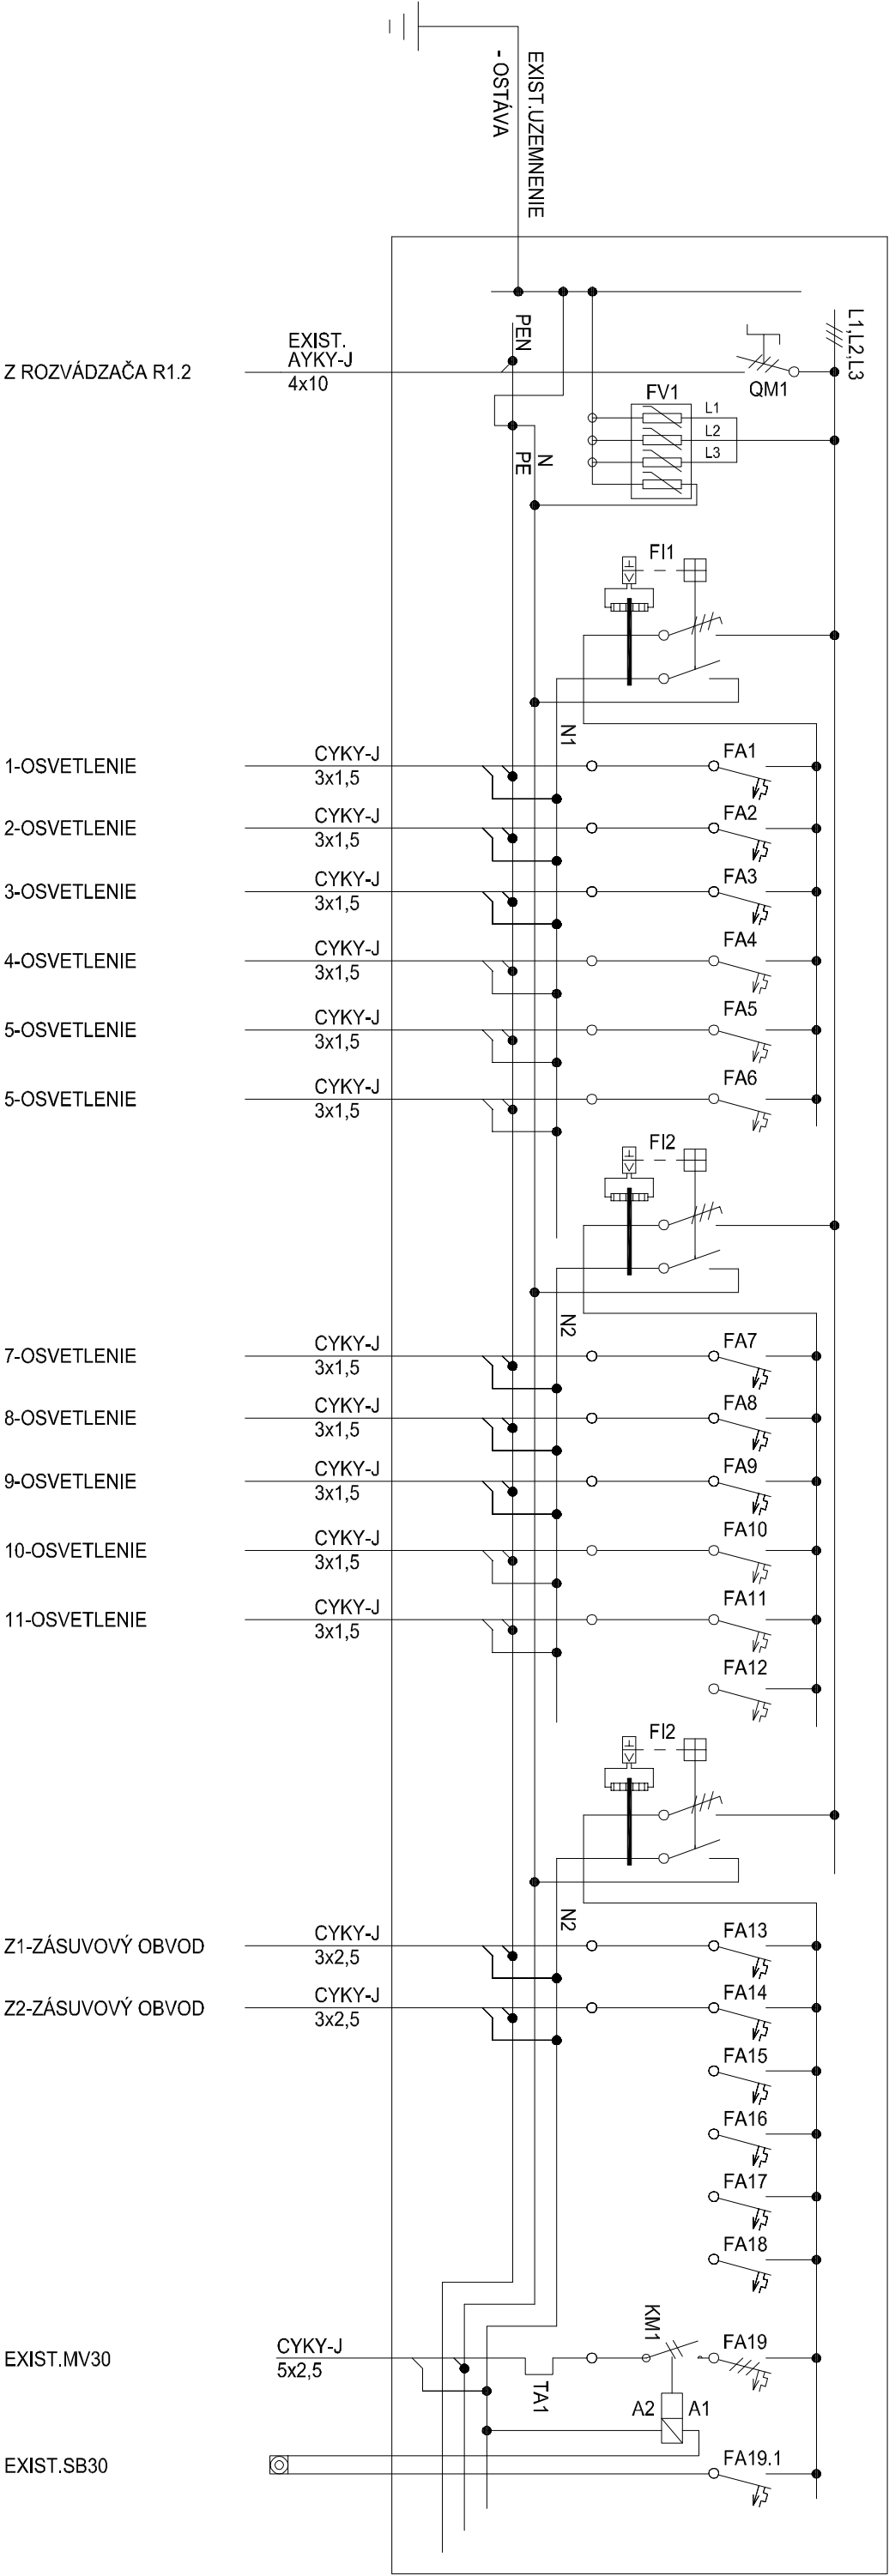 EXIST.UZEMNENIE
- OSTÁVA
L1,L2,L3
PEN
EXIST.
AYKY-J
4x10
Z ROZVÁDZAČA R1.2
QM1
FV1
L1
L2
L3
N
PE
FI1
N1
1-OSVETLENIE
CYKY-J
3x1,5
FA1
2-OSVETLENIE
CYKY-J
3x1,5
FA2
3-OSVETLENIE
CYKY-J
3x1,5
FA3
4-OSVETLENIE
CYKY-J
3x1,5
FA4
5-OSVETLENIE
CYKY-J
3x1,5
FA5
5-OSVETLENIE
CYKY-J
3x1,5
FA6
FI2
N2
7-OSVETLENIE
CYKY-J
3x1,5
FA7
8-OSVETLENIE
CYKY-J
3x1,5
FA8
9-OSVETLENIE
CYKY-J
3x1,5
FA9
10-OSVETLENIE
CYKY-J
3x1,5
FA10
11-OSVETLENIE
CYKY-J
3x1,5
FA11
FA12
FI2
N2
Z1-ZÁSUVOVÝ OBVOD
CYKY-J
3x2,5
FA13
Z2-ZÁSUVOVÝ OBVOD
CYKY-J
3x2,5
FA14
FA15
FA16
FA17
FA18
EXIST.MV30
CYKY-J
5x2,5
TA1
KM1
FA19
A2
A1
EXIST.SB30
FA19.1